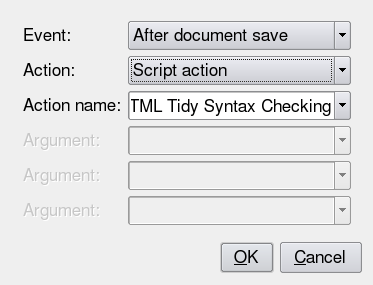 Event: After document save
Action: Script action
Action name: TML Tidy Syntax Checking
Argument:
Argument:
Argument:
OK Cancel